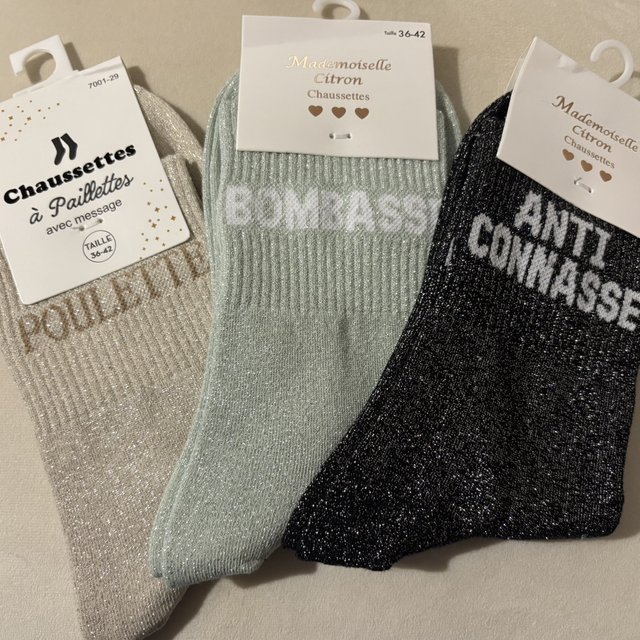 7001-29
Chaussettes
à Paillettes
avec message
TAILLE
36-42
POULETTE
Taille 36-42
Mademoiselle
Citron
Chaussettes
BOMBASSE
Mademoiselle
Citron
Chaussettes
ANTI
CONNASSE